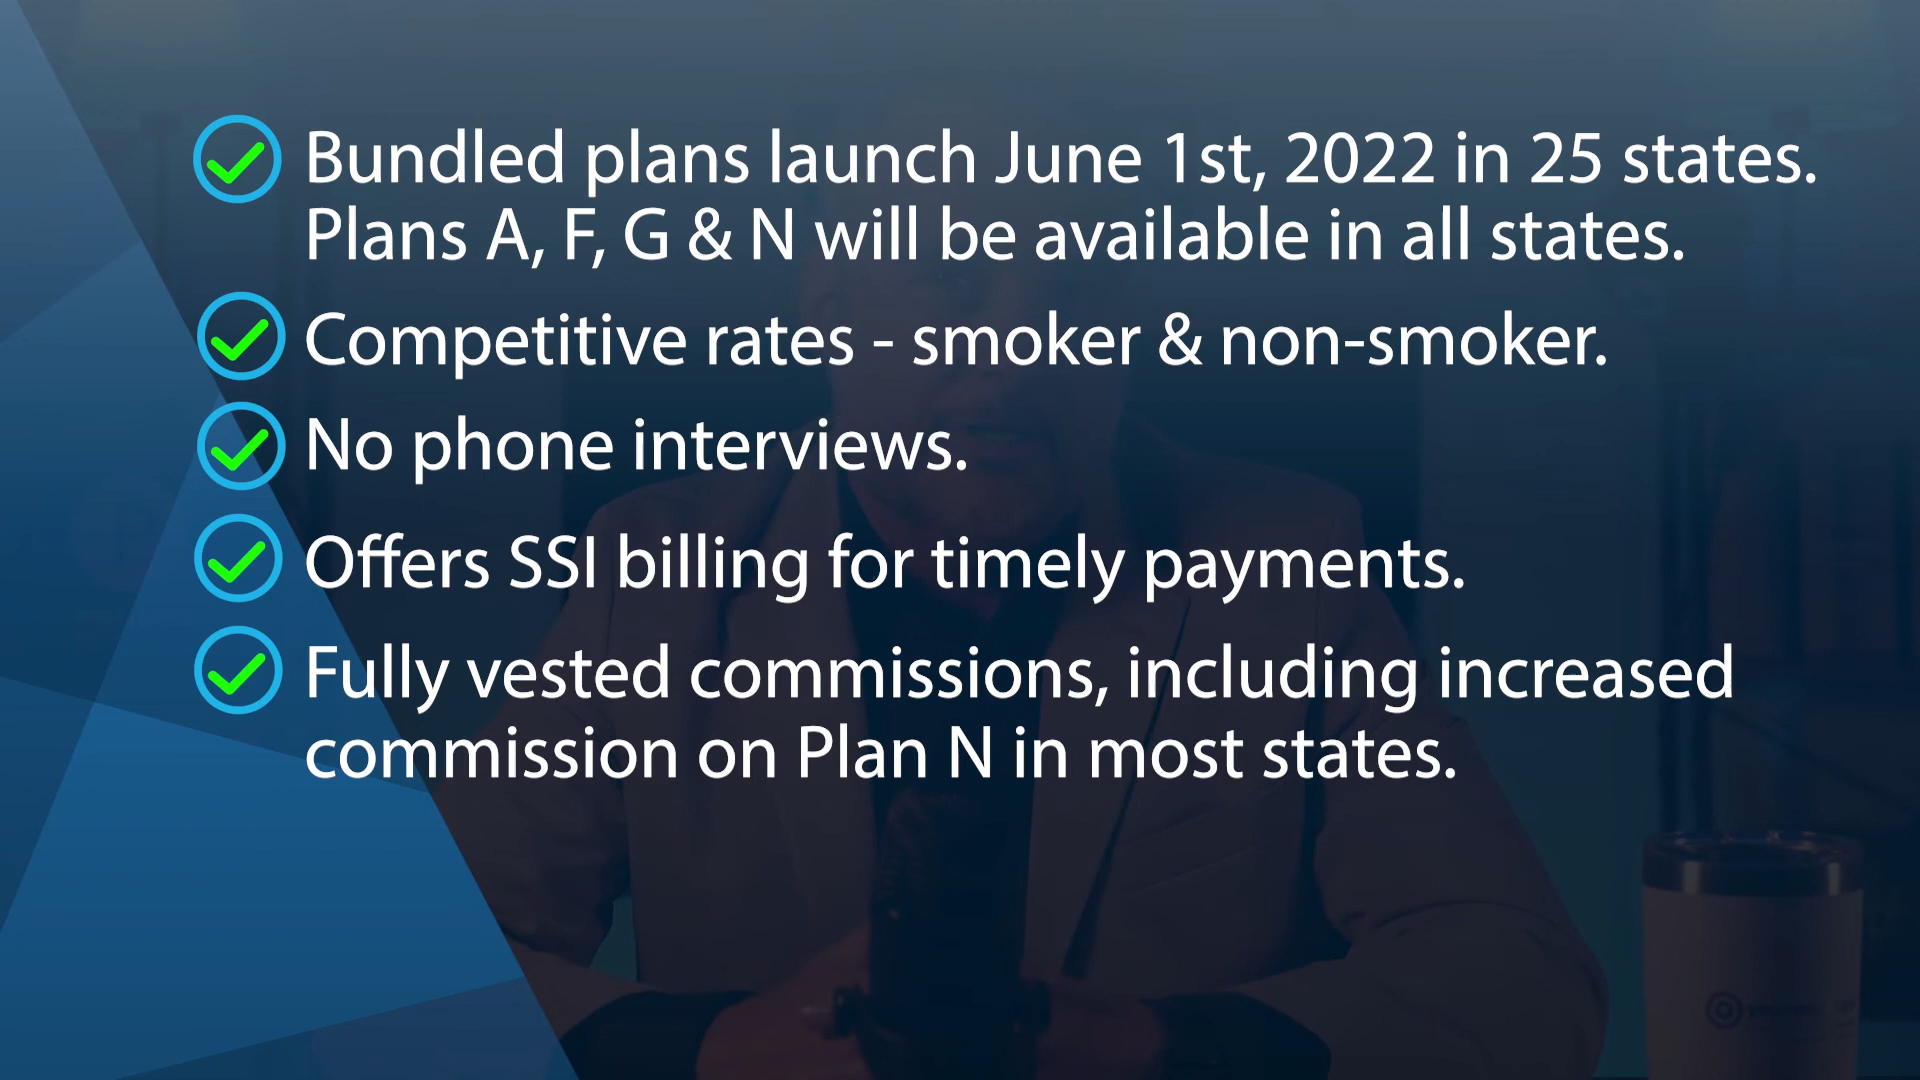 Bundled plans launch June 1st, 2022 in 25 states.
Plans A, F, G & N will be available in all states.
Competitive rates - smoker & non-smoker.
No phone interviews.
Offers SSI billing for timely payments.
Fully vested commissions, including increased
commission on Plan N in most states.